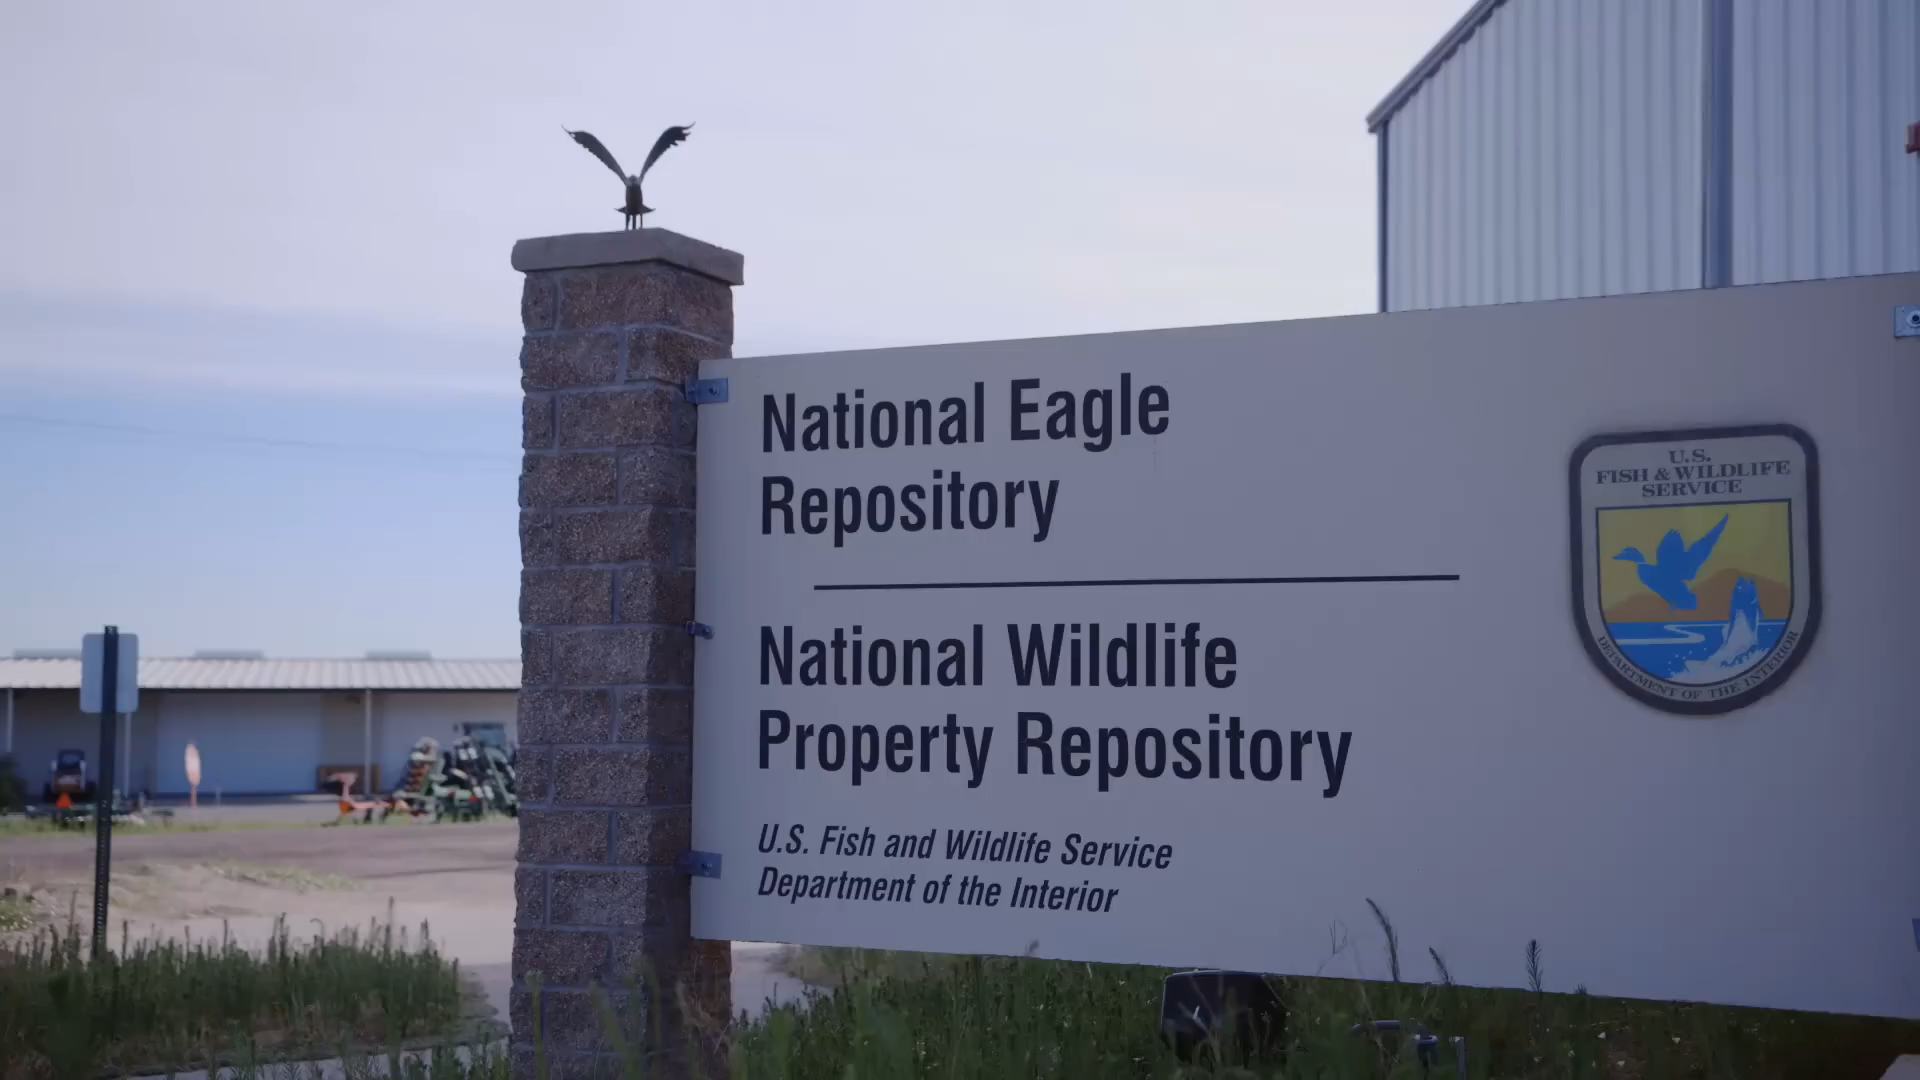 National Eagle
Repository
National Wildlife
Property Repository
U.S. Fish and Wildlife Service
Department of the Interior
U.S.
FISH & WILDLIFE
SERVICE
DEPARTMENT OF THE INTERIOR